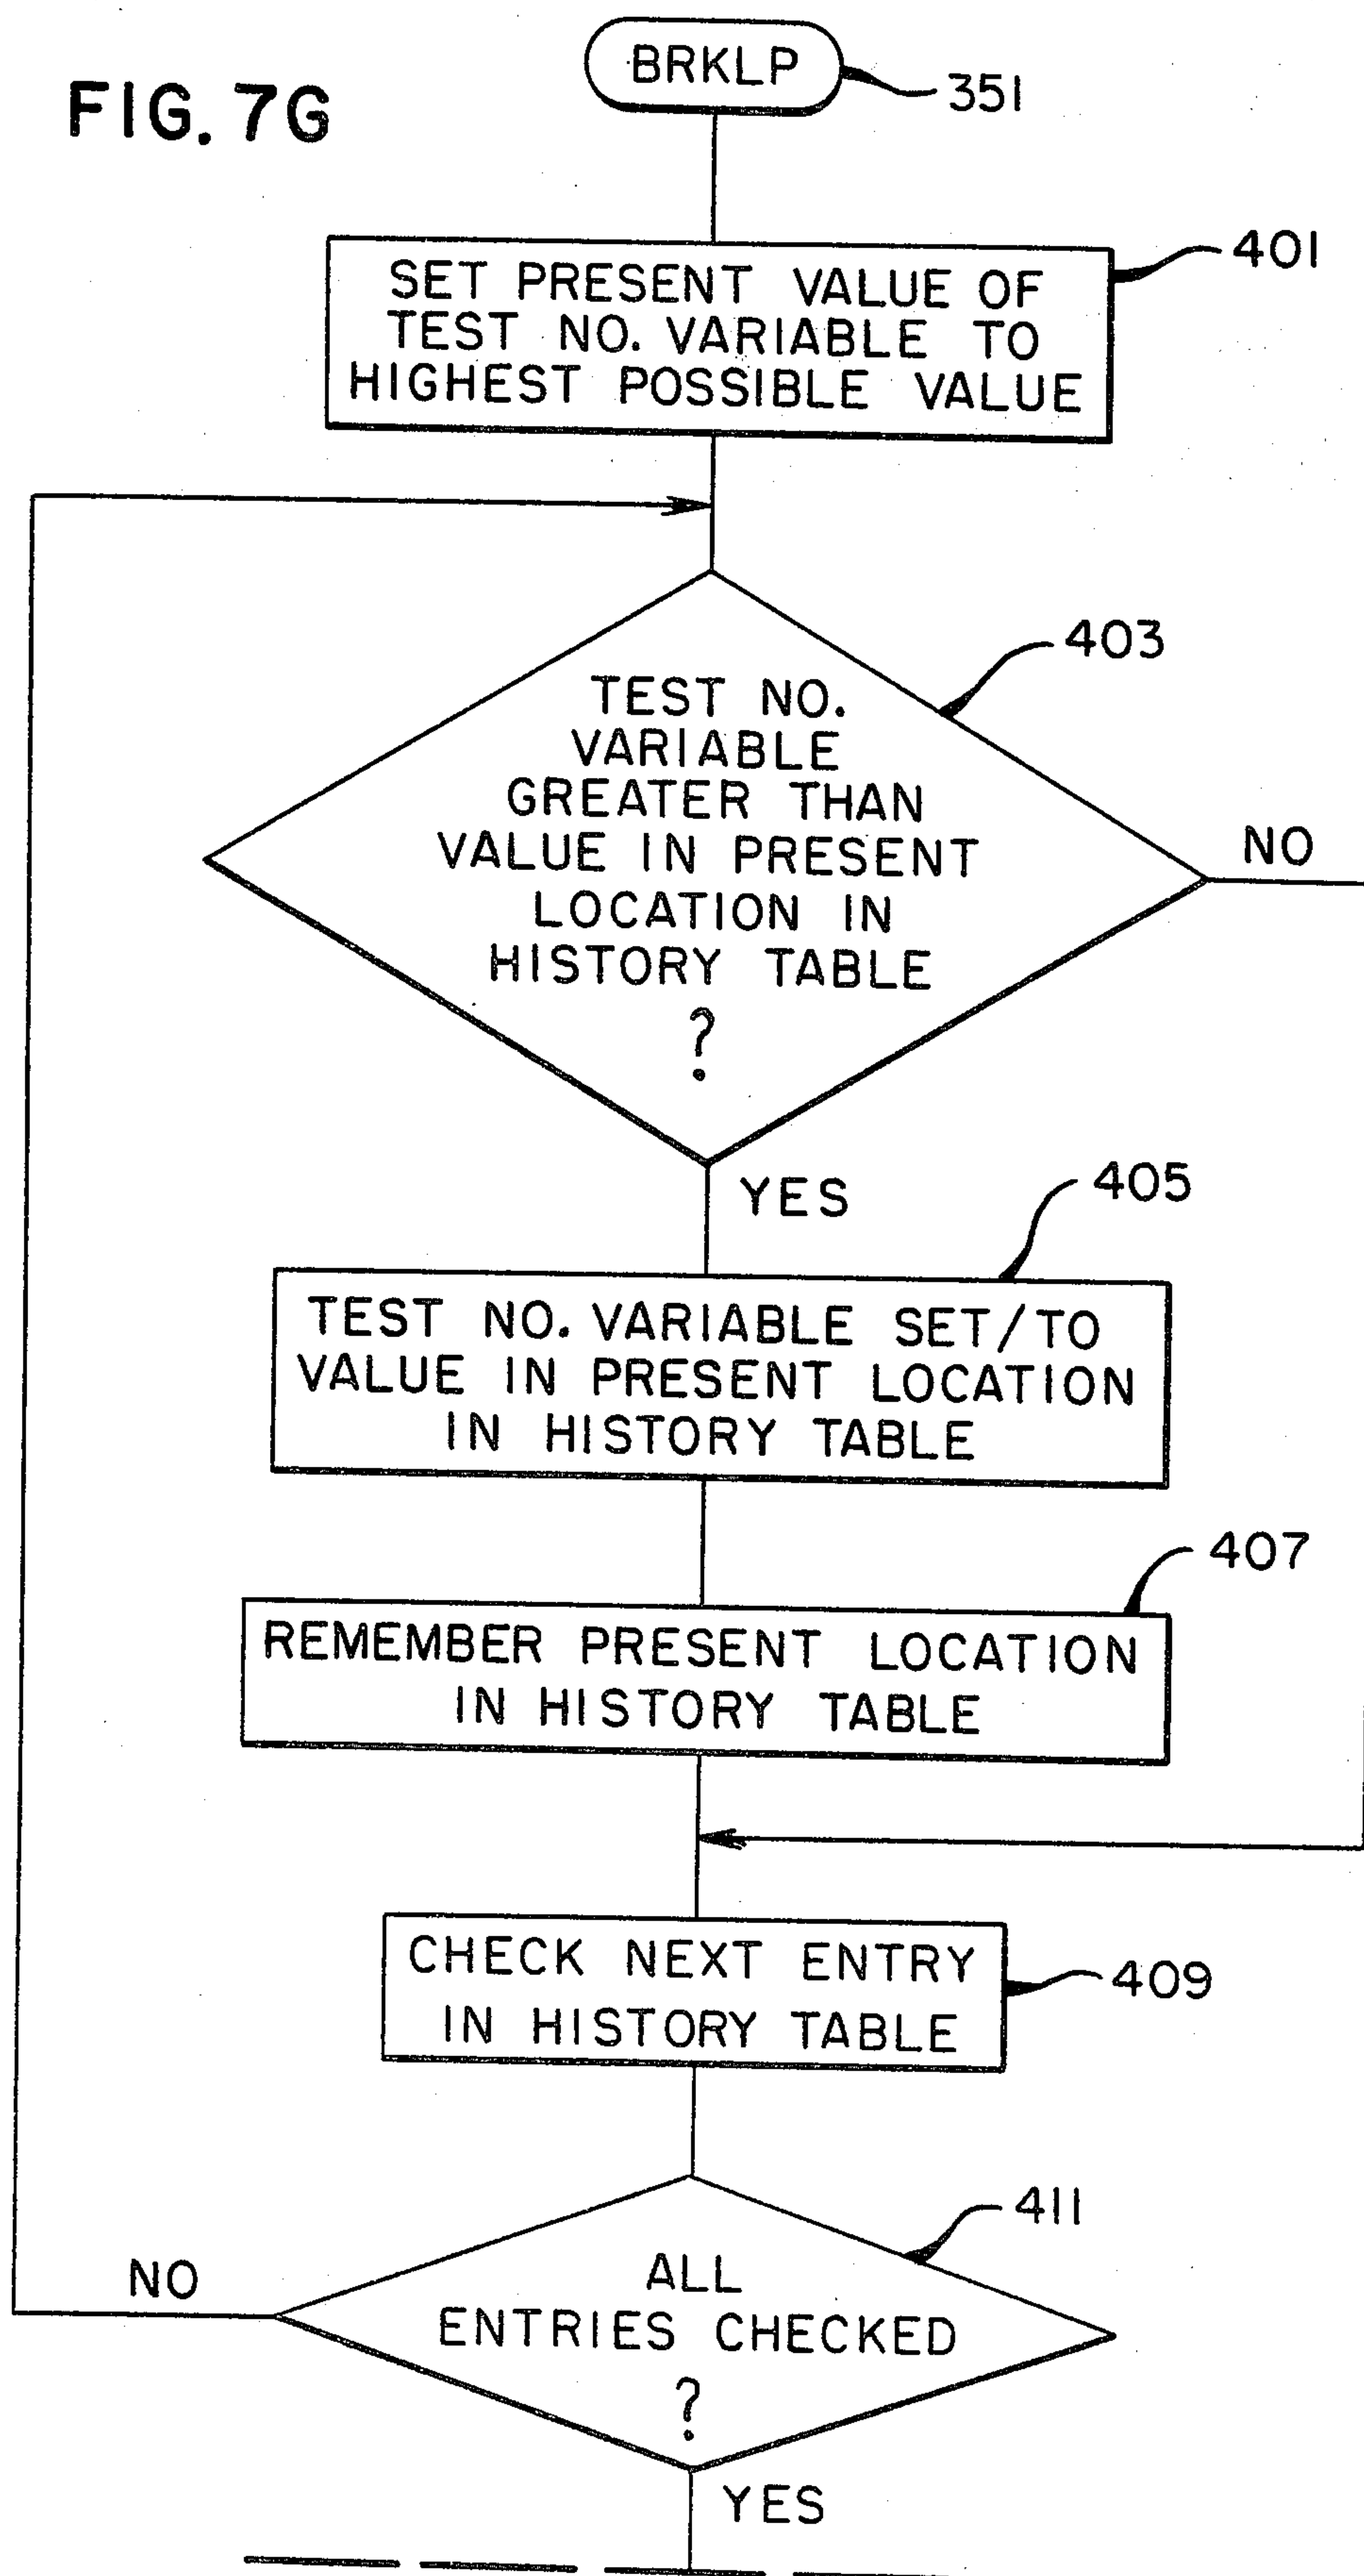 FIG. 7G
BRKLP
351
SET PRESENT VALUE OF
TEST NO. VARIABLE TO
HIGHEST POSSIBLE VALUE
401
TEST NO.
VARIABLE
GREATER THAN
VALUE IN PRESENT
LOCATION IN
HISTORY TABLE
?
403
NO
YES
405
TEST NO. VARIABLE SET/TO
VALUE IN PRESENT LOCATION
IN HISTORY TABLE
407
REMEMBER PRESENT LOCATION
IN HISTORY TABLE
CHECK NEXT ENTRY
IN HISTORY TABLE
409
411
ALL
ENTRIES CHECKED
?
NO
YES